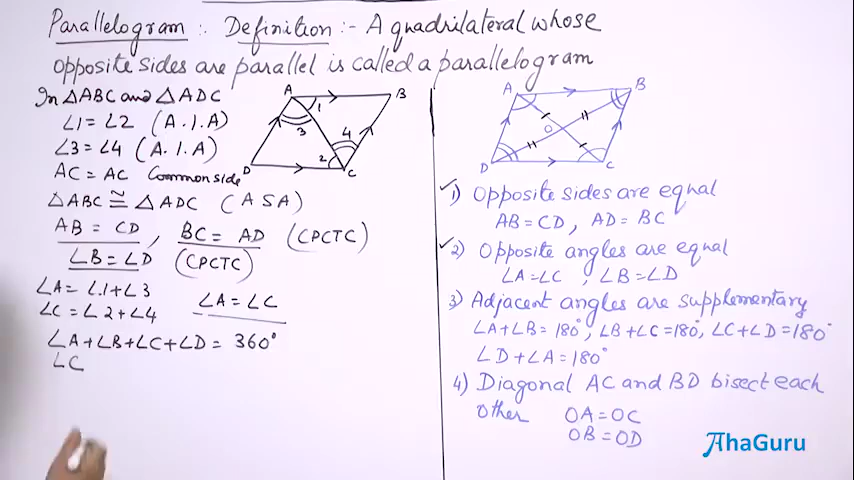 Parallelogram :. Definition :- A quadrilateral whose
opposite sides are parallel is called a parallelogram
In △ABC and △ADC
∠1 = ∠2 (A.I.A)
∠3 = ∠4 (A.I.A)
AC = AC Common side
△ABC ≅ △ADC (ASA)
AB = CD, BC = AD (CPCTC)
∠B = ∠D (CPCTC)
∠A = ∠1 + ∠3
∠C = ∠2 + ∠4
∠A = ∠C
∠A + ∠B + ∠C + ∠D = 360°
∠C
A
B
1
3
4
2
D
C
A
B
O
D
C
1) Opposite sides are equal
AB = CD, AD = BC
2) Opposite angles are equal
∠A = ∠C, ∠B = ∠D
3) Adjacent angles are supplementary
∠A + ∠B = 180°, ∠B + ∠C = 180°, ∠C + ∠D = 180°
∠D + ∠A = 180°
4) Diagonal AC and BD bisect each
other OA = OC
OB = OD
AhaGuru